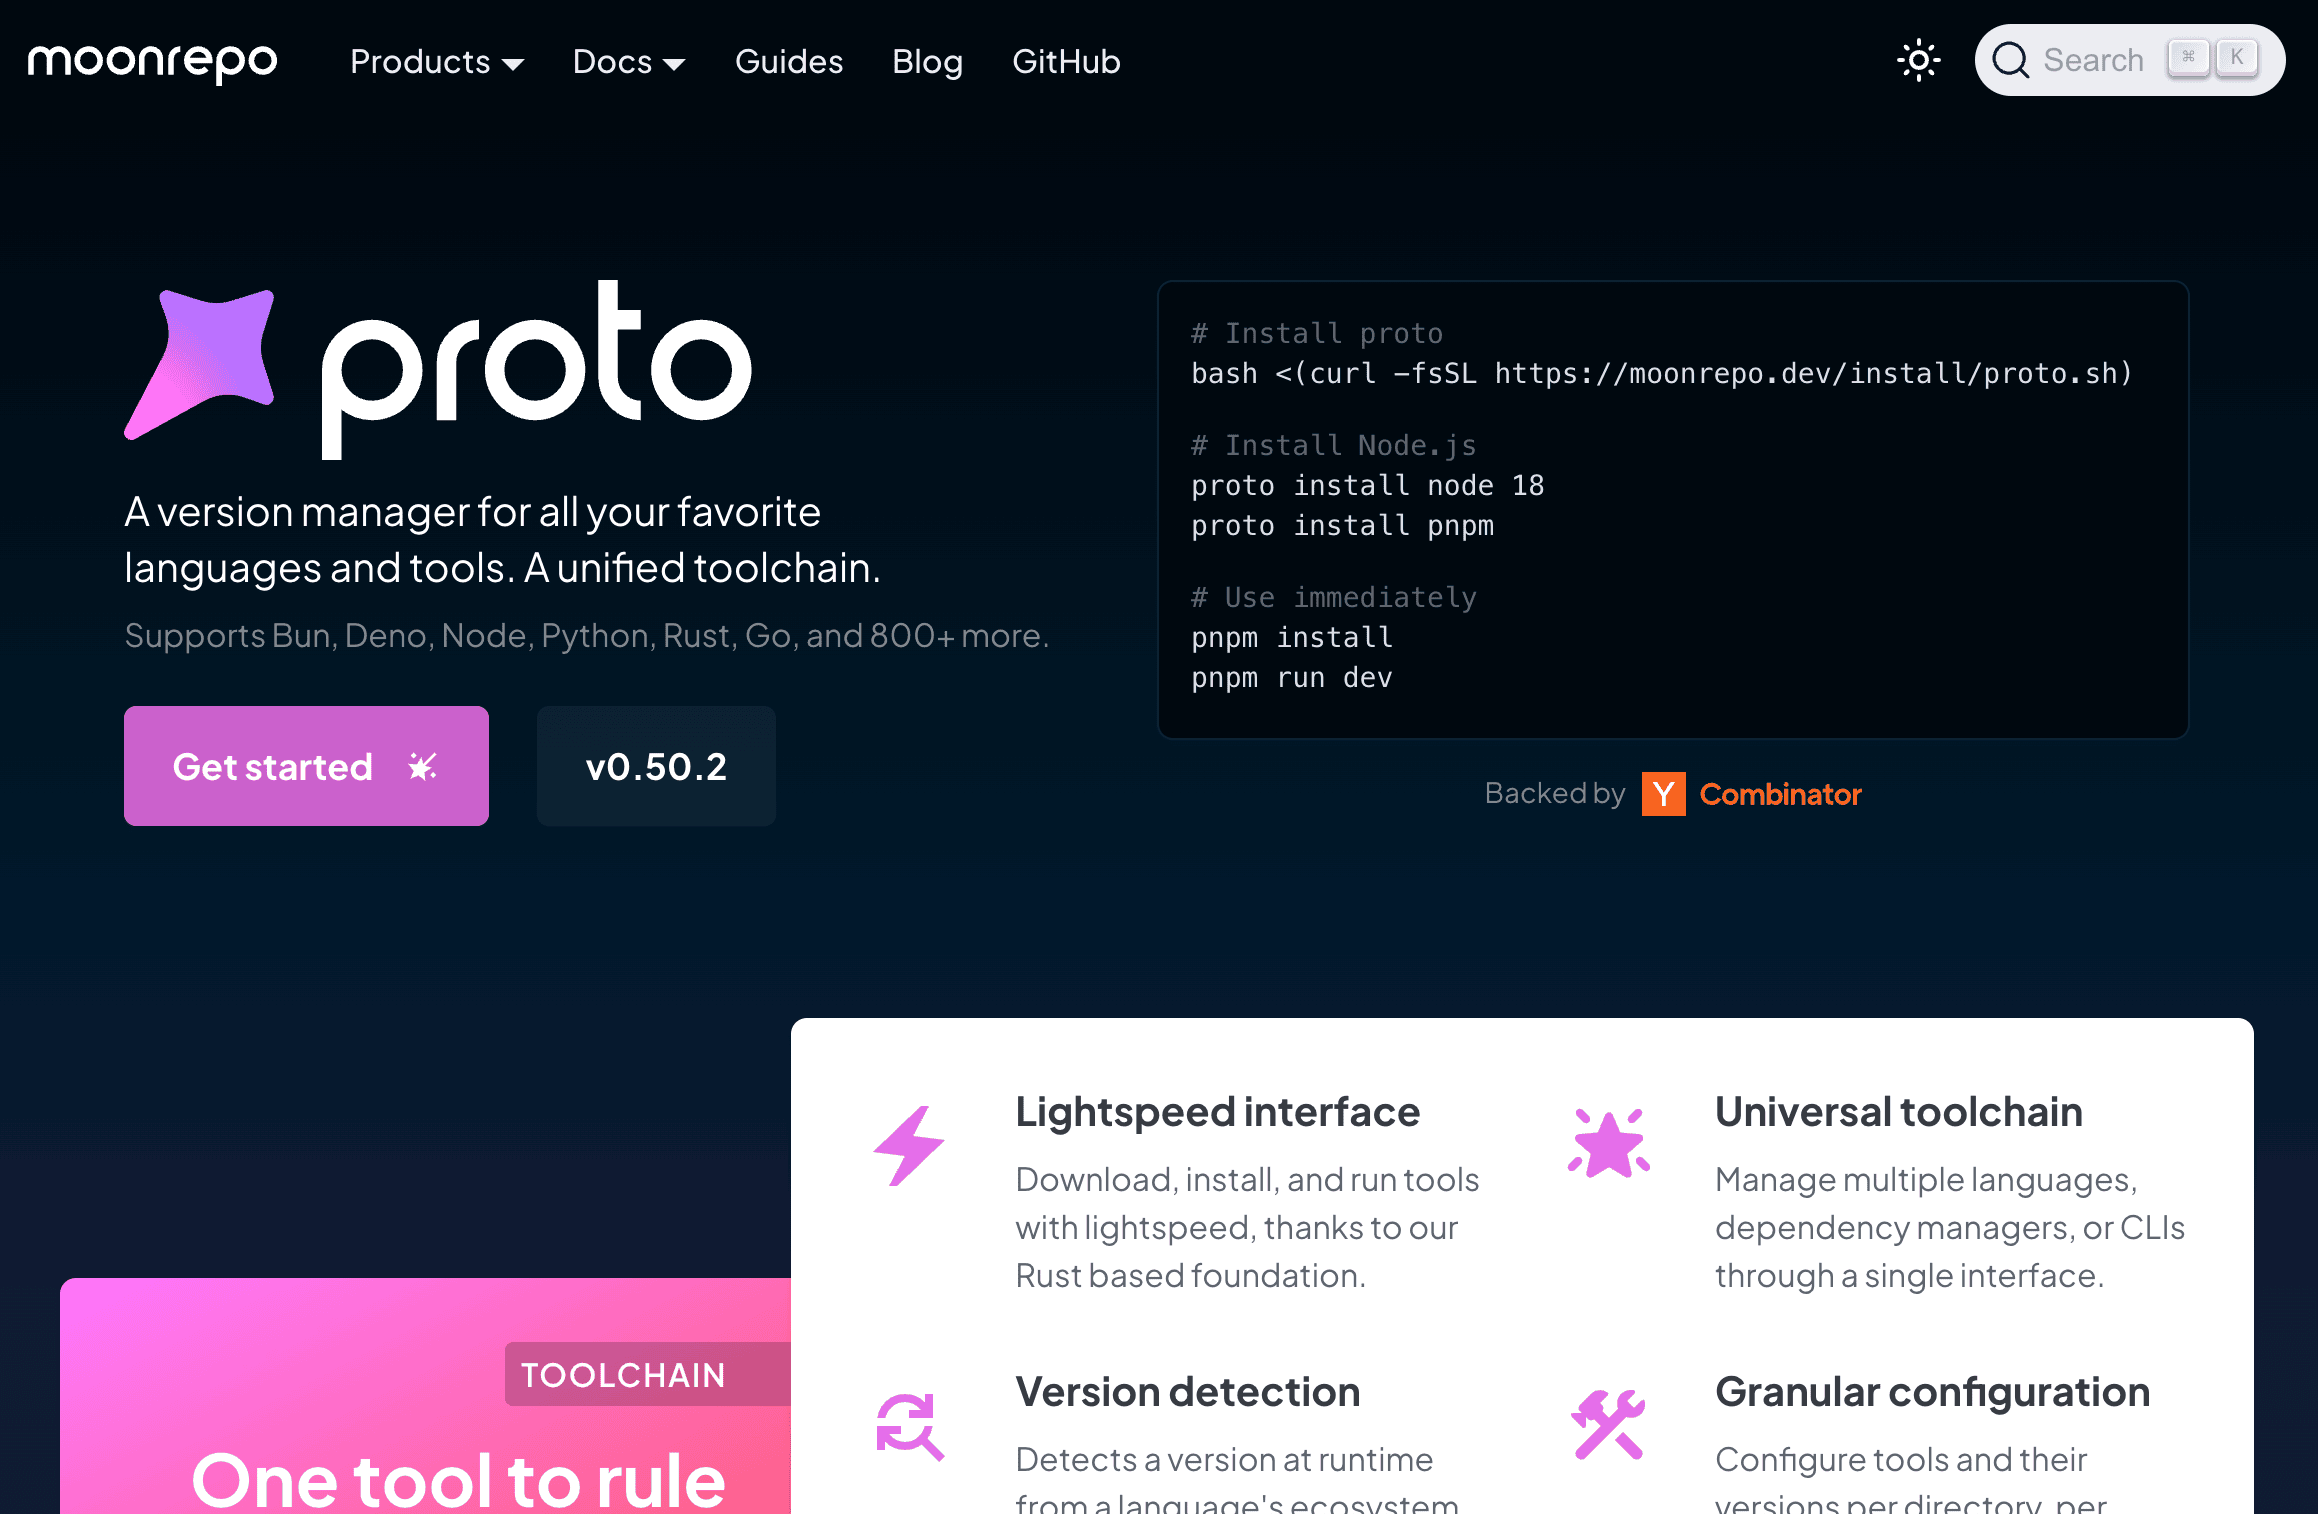 moonrepo
Products
Docs
Guides
Blog
GitHub
Search
⌘
K
proto
A version manager for all your favorite
languages and tools. A unified toolchain.
Supports Bun, Deno, Node, Python, Rust, Go, and 800+ more.
Get started
v0.50.2
# Install proto
bash <(curl -fsSL https://moonrepo.dev/install/proto.sh)
# Install Node.js
proto install node 18
proto install pnpm
# Use immediately
pnpm install
pnpm run dev
Backed by Y Combinator
TOOLCHAIN
One tool to rule
Lightspeed interface
Download, install, and run tools
with lightspeed, thanks to our
Rust based foundation.
Universal toolchain
Manage multiple languages,
dependency managers, or CLIs
through a single interface.
Version detection
Detects a version at runtime
from a language's ecosystem
Granular configuration
Configure tools and their
versions per directory, per